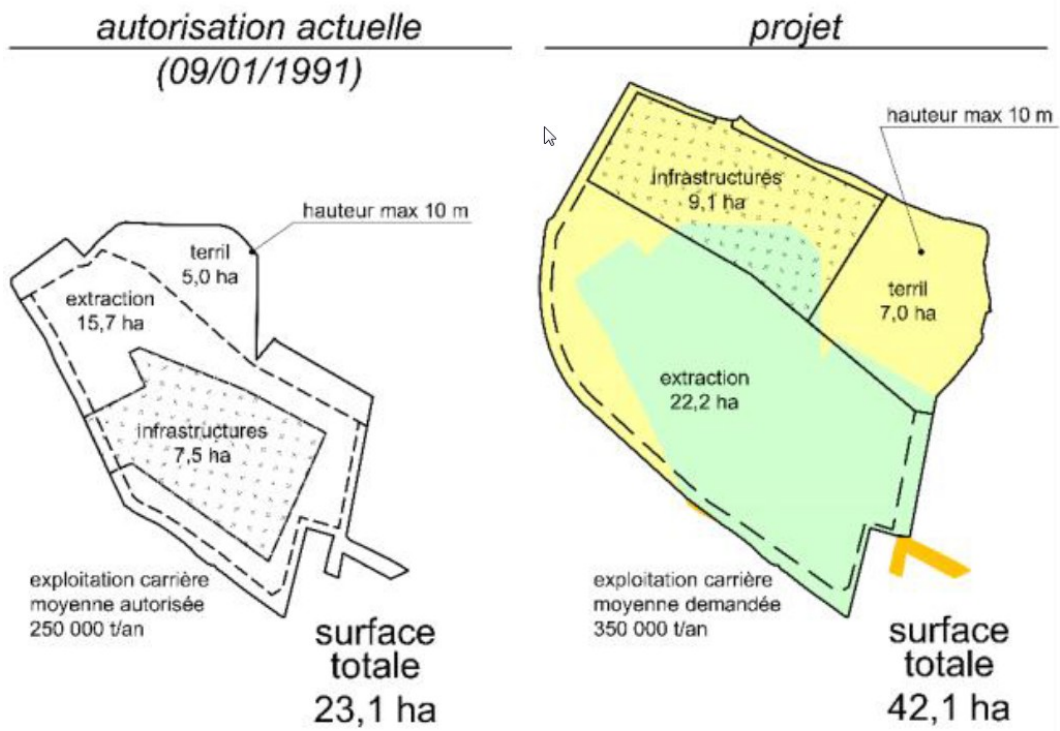 autorisation actuelle
(09/01/1991)
hauteur max 10 m
terril
5,0 ha
extraction
15,7 ha
infrastructures
7,5 ha
exploitation carrière
moyenne autorisée
250 000 t/an
surface
totale
23,1 ha
projet
hauteur max 10 m
infrastructures
9,1 ha
terril
7,0 ha
extraction
22,2 ha
exploitation carrière
moyenne demandée
350 000 t/an
surface
totale
42,1 ha